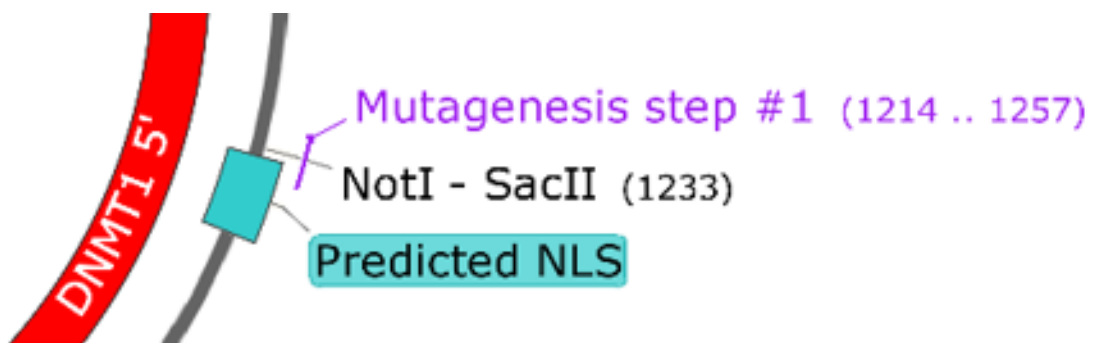 DNMT1 5'
Mutagenesis step #1 (1214 .. 1257)
NotI - SacII (1233)
Predicted NLS